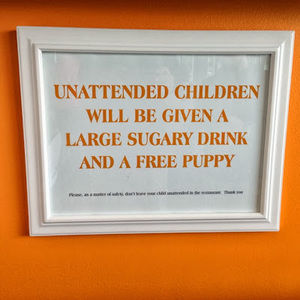 UNATTENDED CHILDREN
WILL BE GIVEN A
LARGE SUGARY DRINK
AND A FREE PUPPY
Please, as a matter of safety, don't leave your child unattended in the restaurant. Thank you